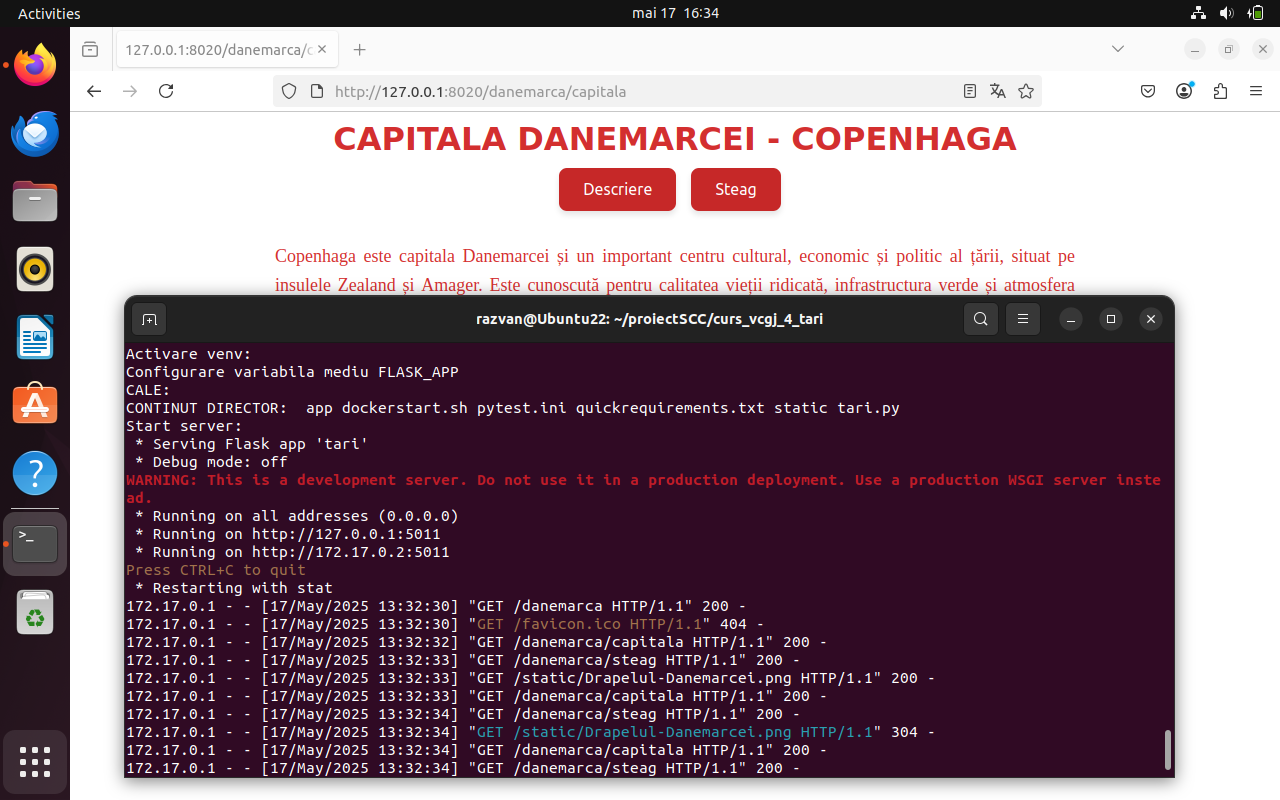 Activities
mai 17 16:34
127.0.0.1:8020/danemarca/c
http://127.0.0.1:8020/danemarca/capitala
CAPITALA DANEMARCEI - COPENHAGA
Descriere
Steag
Copenhaga este capitala Danemarcei și un important centru cultural, economic și politic al țării, situat pe
insulele Zealand și Amager. Este cunoscută pentru calitatea vieții ridicată, infrastructura verde și atmosfera
razvan@Ubuntu22: ~/proiectSCC/curs_vcgj_4_tari
Activare venv:
Configurare variabila mediu FLASK_APP
CALE:
CONTINUT DIRECTOR:  app dockerstart.sh pytest.ini quickrequirements.txt static tari.py
Start server:
 * Serving Flask app 'tari'
 * Debug mode: off
WARNING: This is a development server. Do not use it in a production deployment. Use a production WSGI server inste
ad.
 * Running on all addresses (0.0.0.0)
 * Running on http://127.0.0.1:5011
 * Running on http://172.17.0.2:5011
Press CTRL+C to quit
 * Restarting with stat
172.17.0.1 - - [17/May/2025 13:32:30] "GET /danemarca HTTP/1.1" 200 -
172.17.0.1 - - [17/May/2025 13:32:30] "GET /favicon.ico HTTP/1.1" 404 -
172.17.0.1 - - [17/May/2025 13:32:32] "GET /danemarca/capitala HTTP/1.1" 200 -
172.17.0.1 - - [17/May/2025 13:32:33] "GET /danemarca/steag HTTP/1.1" 200 -
172.17.0.1 - - [17/May/2025 13:32:33] "GET /static/Drapelul-Danemarcei.png HTTP/1.1" 200 -
172.17.0.1 - - [17/May/2025 13:32:33] "GET /danemarca/capitala HTTP/1.1" 200 -
172.17.0.1 - - [17/May/2025 13:32:34] "GET /danemarca/steag HTTP/1.1" 200 -
172.17.0.1 - - [17/May/2025 13:32:34] "GET /static/Drapelul-Danemarcei.png HTTP/1.1" 304 -
172.17.0.1 - - [17/May/2025 13:32:34] "GET /danemarca/capitala HTTP/1.1" 200 -
172.17.0.1 - - [17/May/2025 13:32:34] "GET /danemarca/steag HTTP/1.1" 200 -